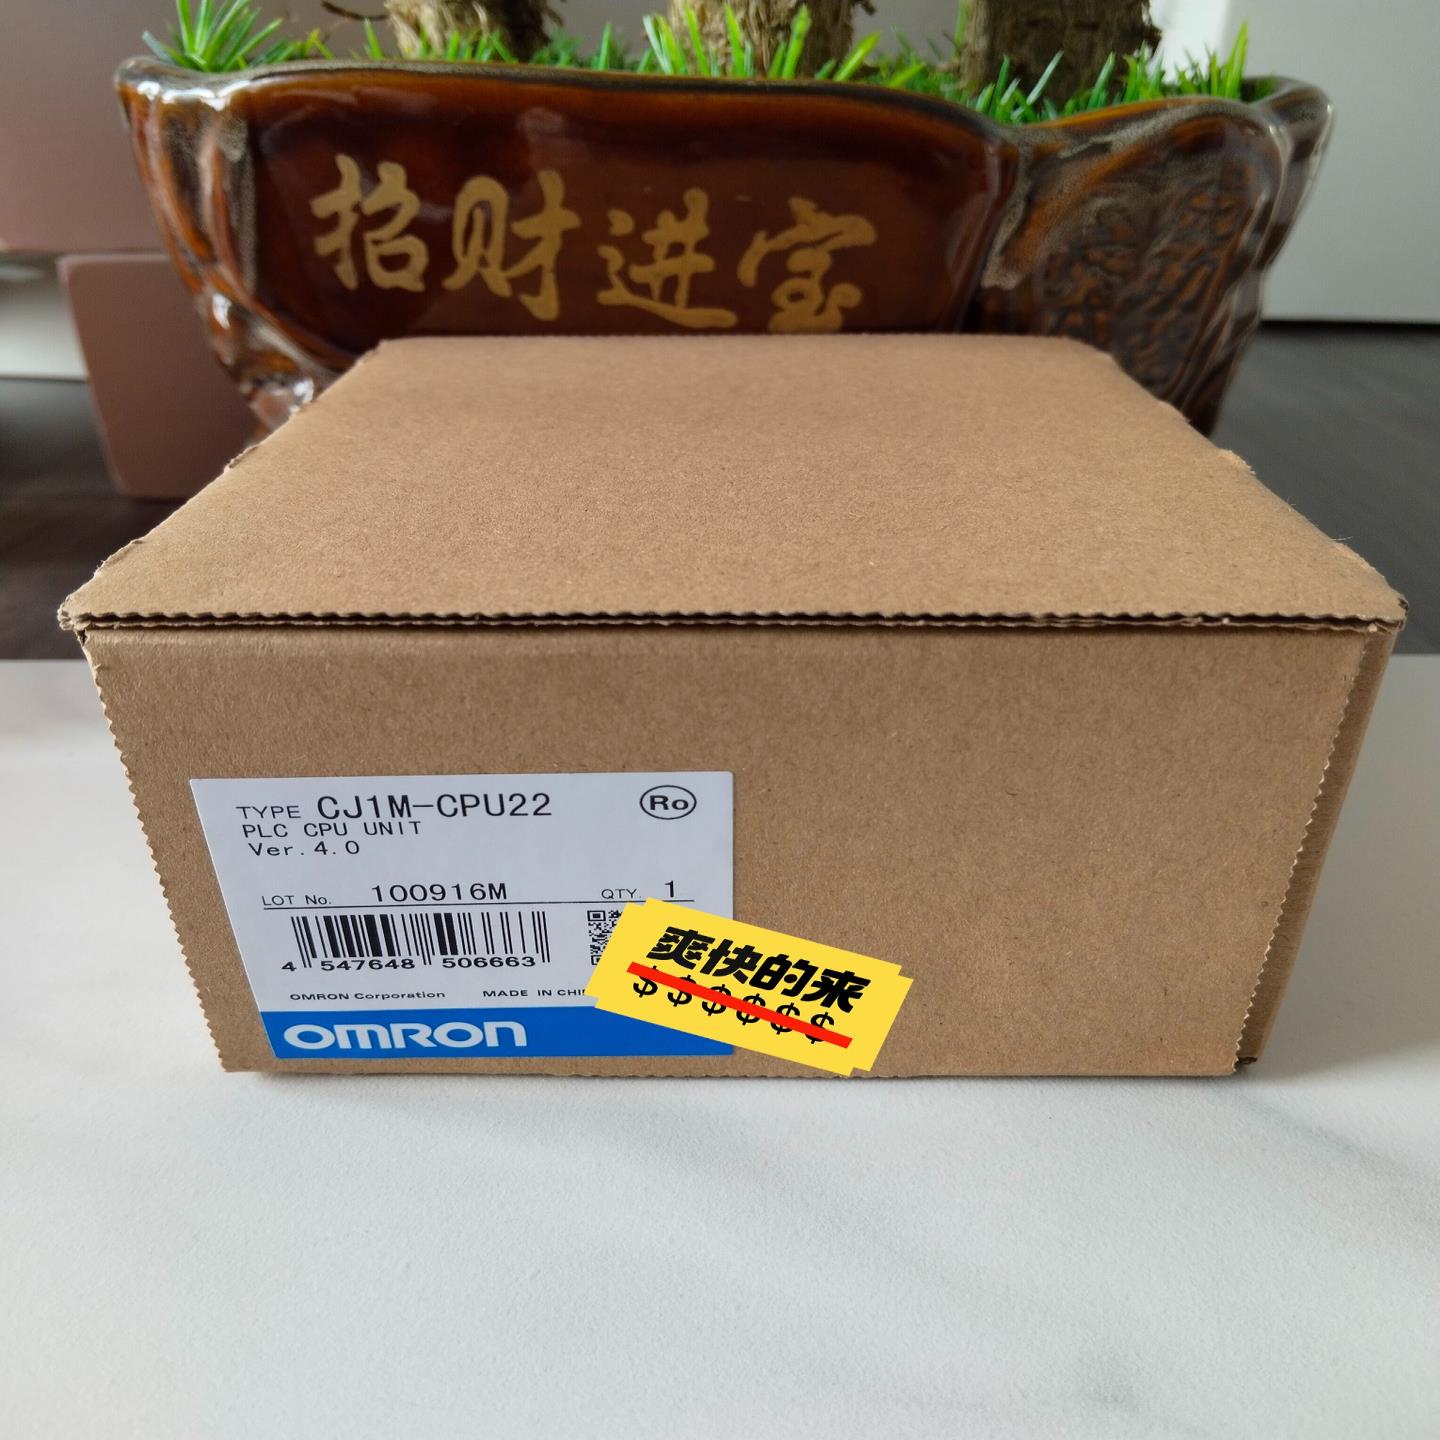 招财进宝
TYPE CJ1M-CPU22
Ro
PLC CPU UNIT
Ver.4.0
LOT No. 100916M QTY. 1
4 547648 506663
OMRON Corporation MADE IN CHI
OMRON
爽快的来
$$$$$$